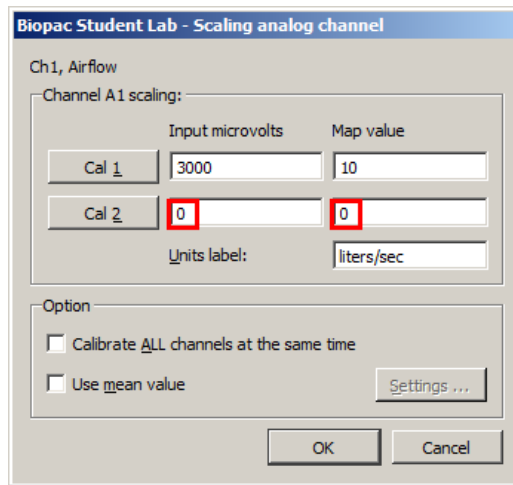 Biopac Student Lab - Scaling analog channel
Ch1, Airflow
Channel A1 scaling:
Input microvolts Map value
Cal 1 3000 10
Cal 2 0 0
Units label: liters/sec
Option
Calibrate ALL channels at the same time
Use mean value Settings ...
OK Cancel